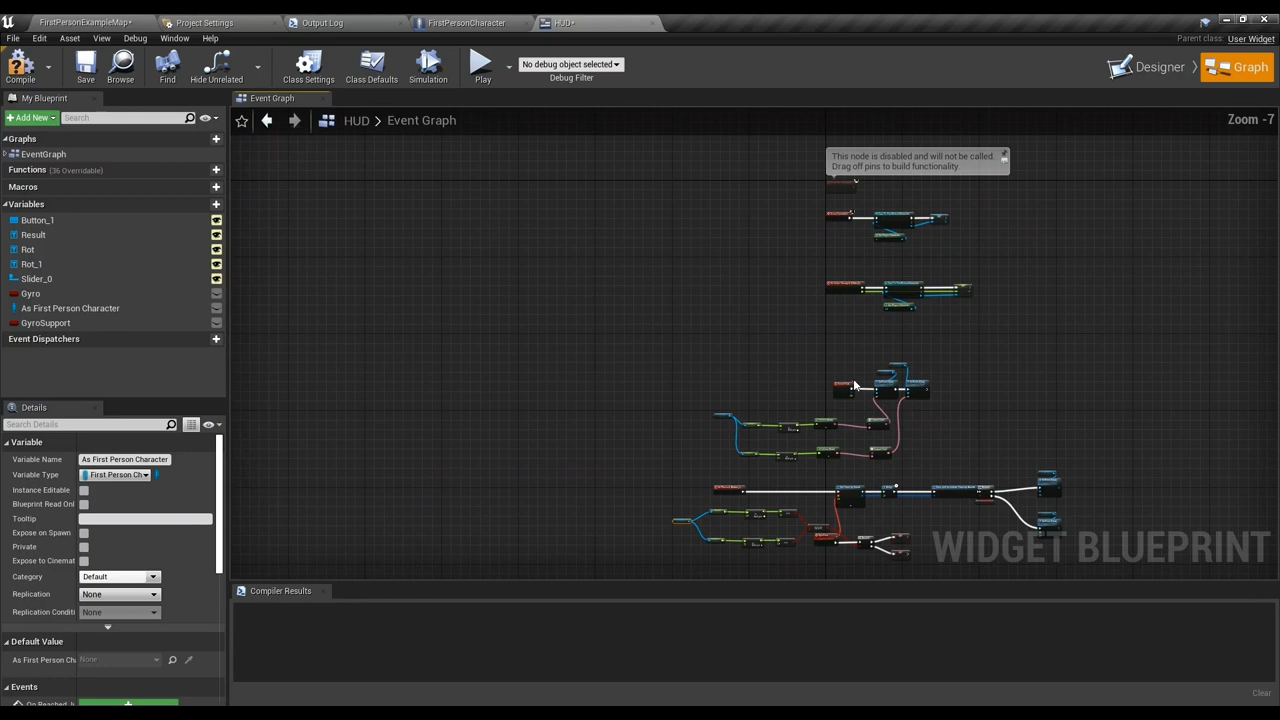 FirstPersonExampleMap*
Project Settings
Output Log
FirstPersonCharacter
HUD*
File Edit Asset View Debug Window Help
Parent class: User Widget
Compile
Save
Browse
Find
Hide Unrelated
Class Settings
Class Defaults
Simulation
Play
No debug object selected
Debug Filter
Designer
Graph
My Blueprint
Event Graph
+Add New
Search
HUD > Event Graph
Zoom -7
Graphs
EventGraph
Functions (36 Overridable)
Macros
Variables
Button_1
Result
Rot
Rot_1
Slider_0
Gyro
As First Person Character
GyroSupport
Event Dispatchers
This node is disabled and will not be called.
Drag off pins to build functionality.
Details
Search Details
Variable
Variable Name As First Person Character
Variable Type First Person Ch
Instance Editable
Blueprint Read Onl
Tooltip
Expose on Spawn
Private
Expose to Cinemat
Category Default
Replication None
Replication Conditi None
Default Value
As First Person Cha None
Events
WIDGET BLUEPRINT
Compiler Results
Clear